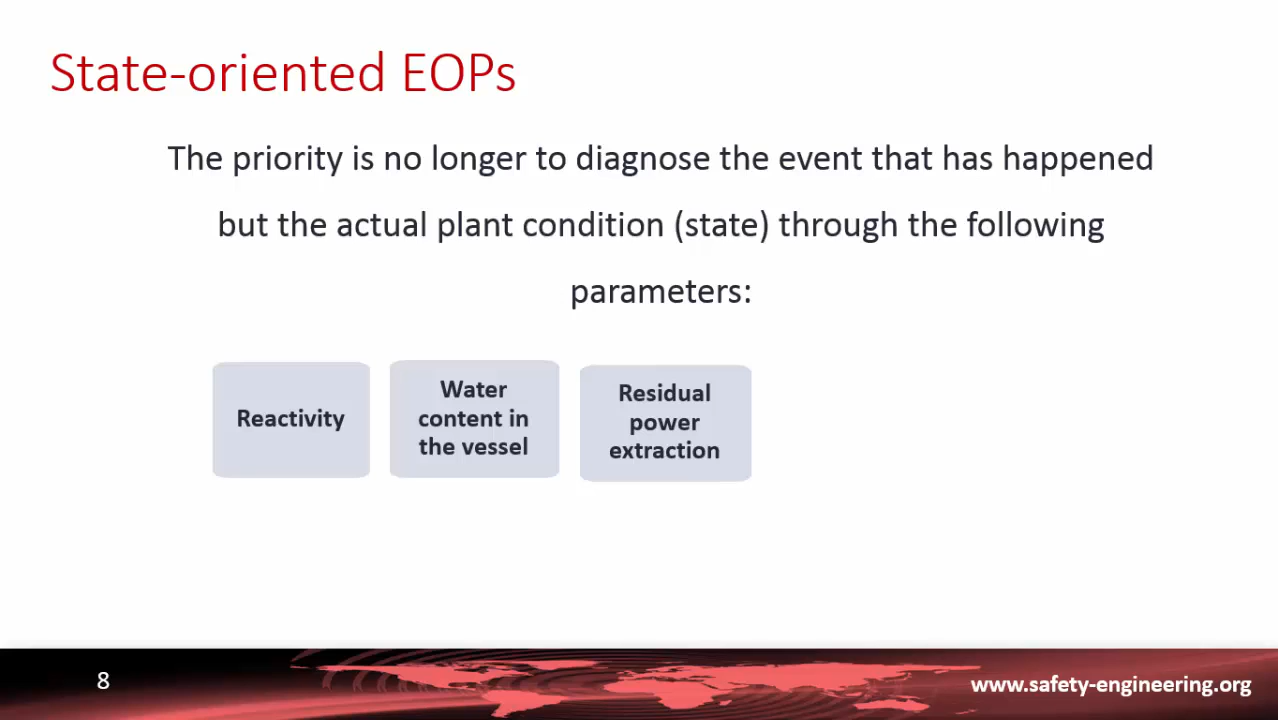 State-oriented EOPs
The priority is no longer to diagnose the event that has happened
but the actual plant condition (state) through the following
parameters:
Reactivity
Water
content in
the vessel
Residual
power
extraction
8
www.safety-engineering.org